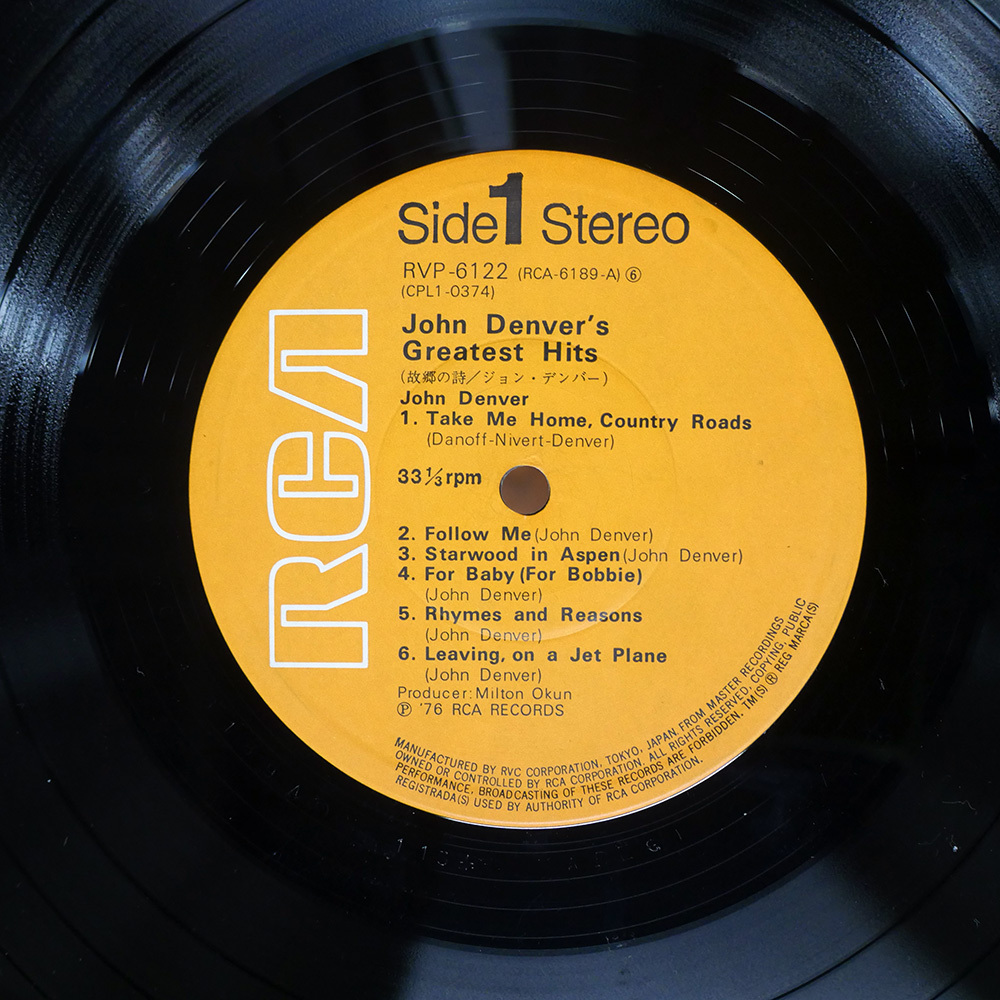 Side 1 Stereo
RVP-6122 (RCA-6189-A) ⑥
(CPL1-0374)
John Denver's
Greatest Hits
(故郷の詩/ジョン・デンバー)
John Denver
1. Take Me Home, Country Roads
(Danoff-Nivert-Denver)
33 1/3 rpm
2. Follow Me (John Denver)
3. Starwood in Aspen (John Denver)
4. For Baby (For Bobbie)
(John Denver)
5. Rhymes and Reasons
(John Denver)
6. Leaving, on a Jet Plane
(John Denver)
Producer: Milton Okun
Ⓟ '76 RCA RECORDS
MANUFACTURED BY RVC CORPORATION, TOKYO, JAPAN. FROM MASTER RECORDINGS
OWNED OR CONTROLLED BY RCA CORPORATION. ALL RIGHTS RESERVED. COPYING, PUBLIC
PERFORMANCE, BROADCASTING OF THESE RECORDS ARE FORBIDDEN. TM(S) ® REG MARCA(S)
REGISTRADA(S) USED BY AUTHORITY OF RCA CORPORATION.
RCA